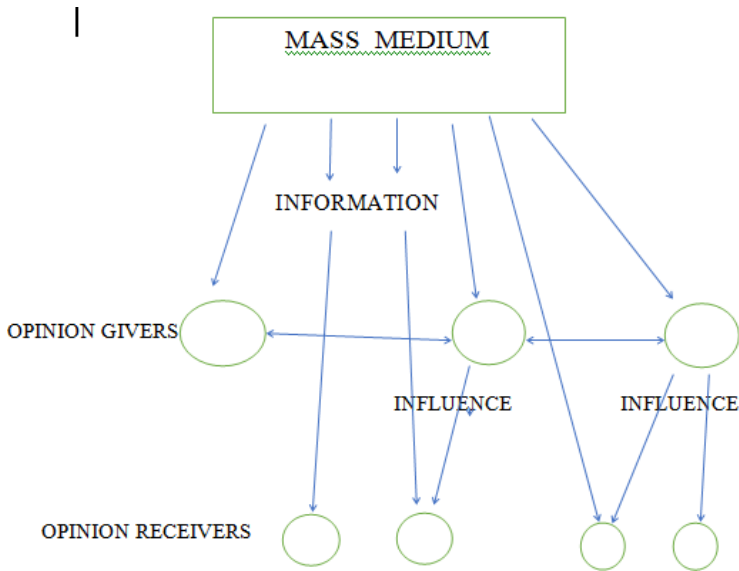 MASS MEDIUM
INFORMATION
OPINION GIVERS
INFLUENCE
INFLUENCE
OPINION RECEIVERS